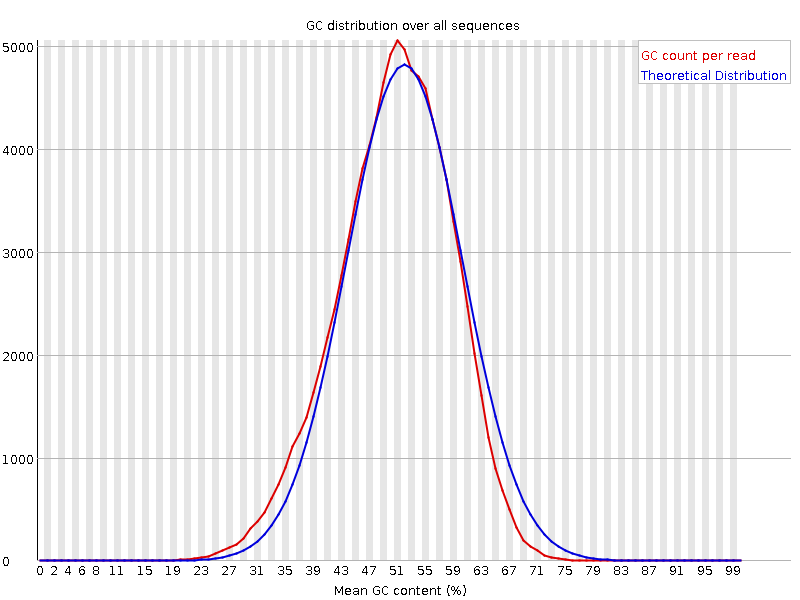 GC distribution over all sequences
GC count per read
Theoretical Distribution
5000
4000
3000
2000
1000
0
0 2 4 6 8 11 15 19 23 27 31 35 39 43 47 51 55 59 63 67 71 75 79 83 87 91 95 99
Mean GC content (%)